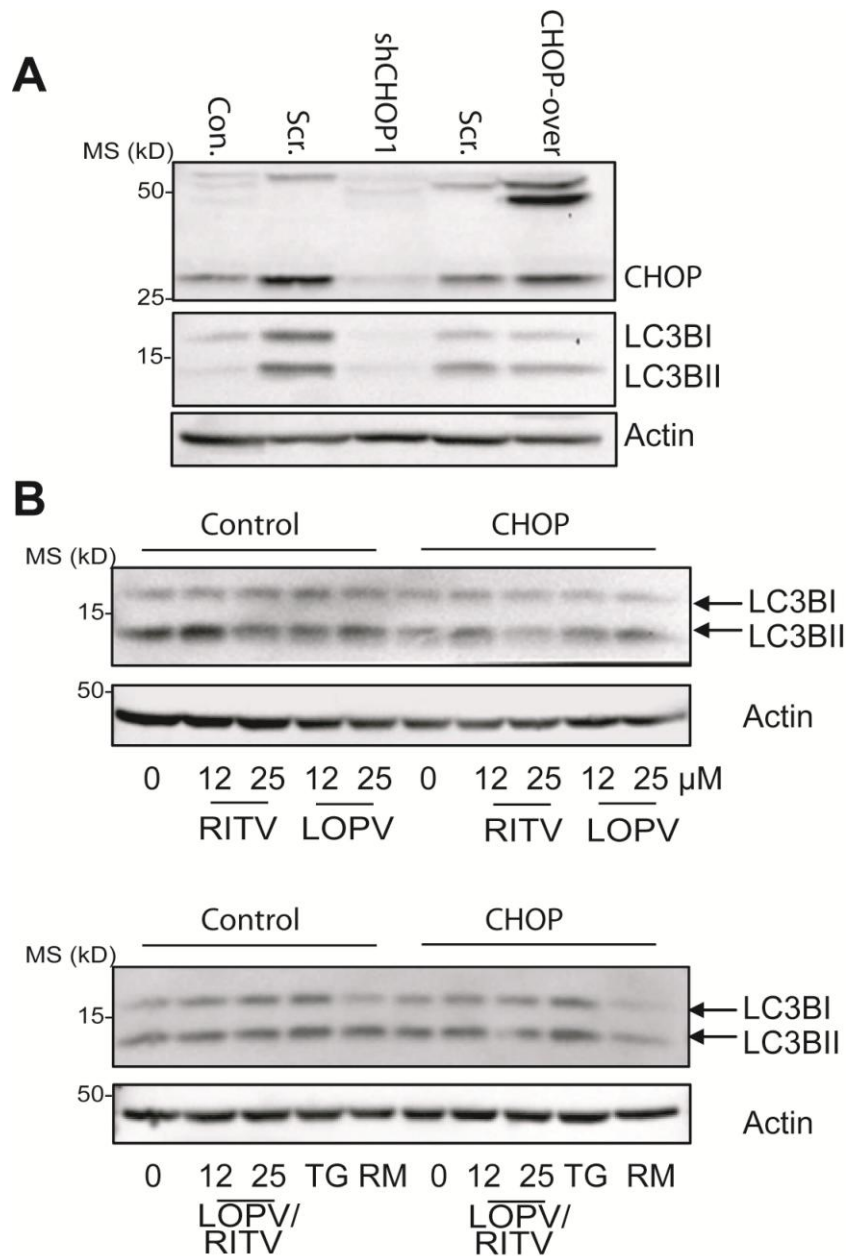 A
Con.
Scr.
shCHOP1
Scr.
CHOP-over
MS (kD)
50-
CHOP
25-
LC3BI
15-
LC3BII
Actin
B
Control CHOP
MS (kD)
LC3BI
15-
LC3BII
50-
Actin
0 12 25 12 25 0 12 25 12 25 µM
RITV LOPV RITV LOPV
Control CHOP
MS (kD)
LC3BI
15-
LC3BII
50-
Actin
0 12 25 TG RM 0 12 25 TG RM
LOPV/ LOPV/
RITV RITV